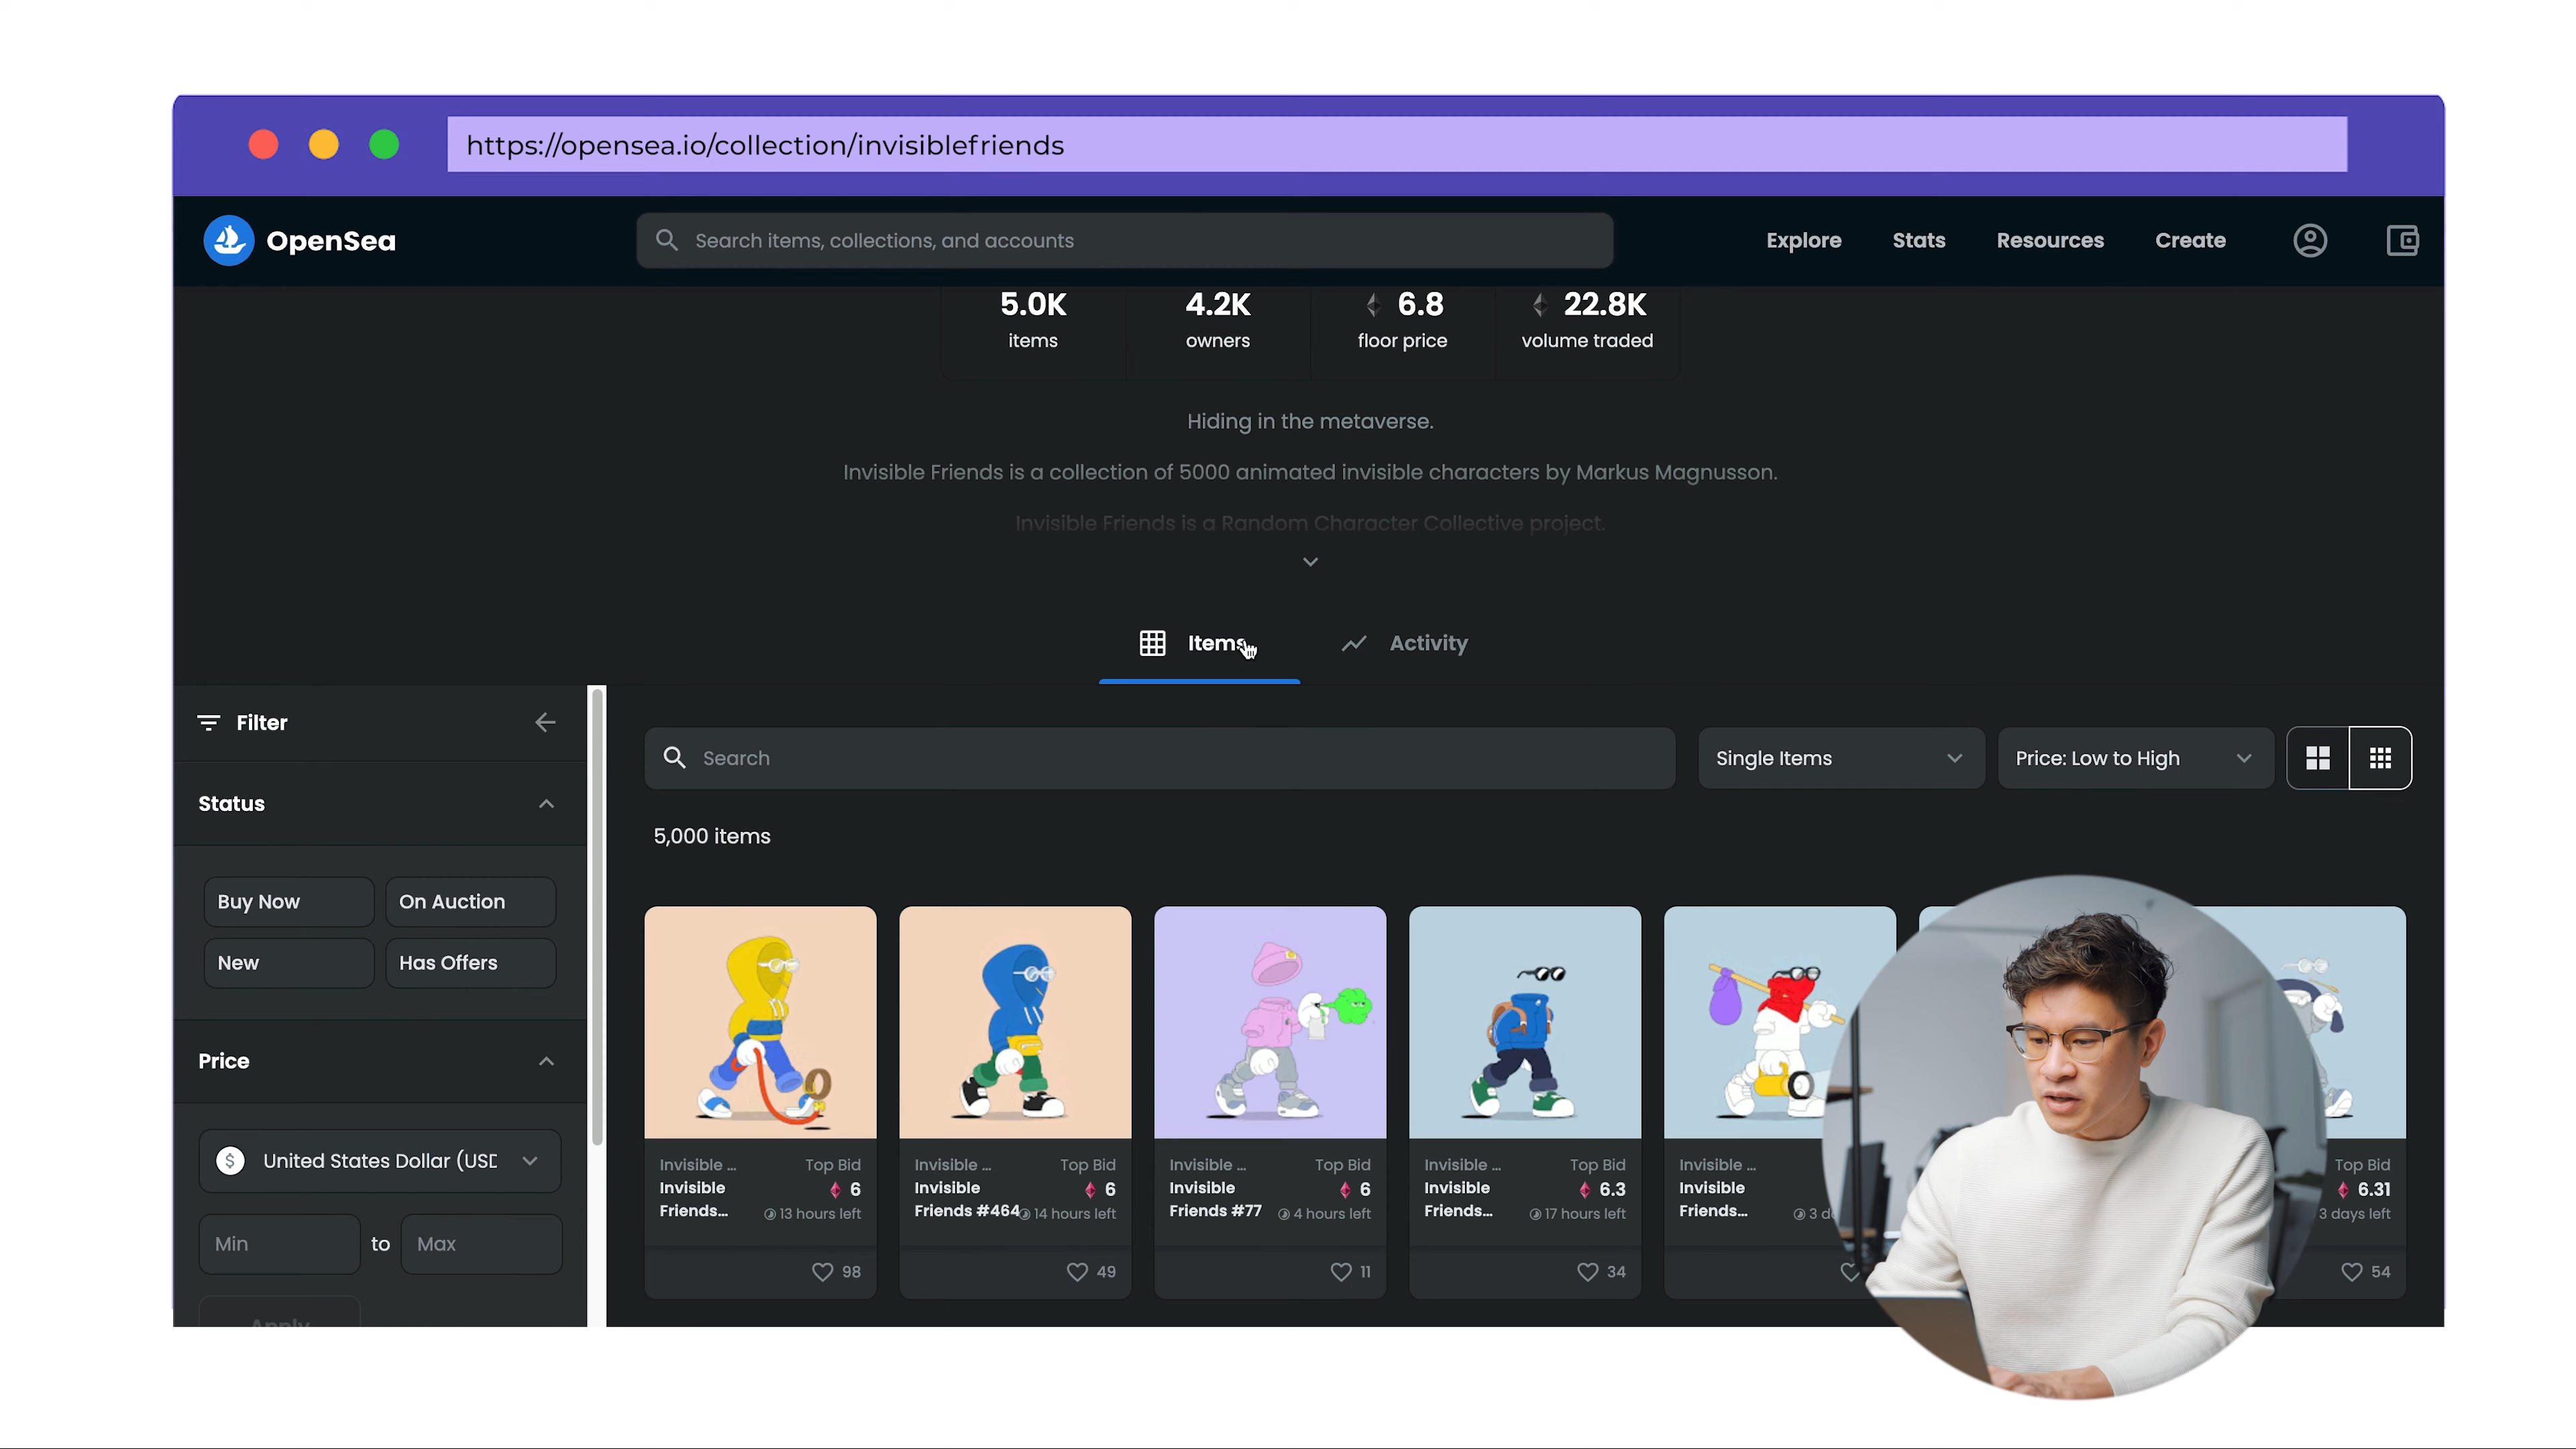 https://opensea.io/collection/invisiblefriends
OpenSea
Search items, collections, and accounts
Explore Stats Resources Create
5.0K 4.2K 6.8 22.8K
items owners floor price volume traded
Hiding in the metaverse.
Invisible Friends is a collection of 5000 animated invisible characters by Markus Magnusson.
Invisible Friends is a Random Character Collective project.
Items Activity
Filter
Status
Buy Now On Auction
New Has Offers
Price
$ United States Dollar (USD
Min to Max
Apply
Search Single Items Price: Low to High
5,000 items
Invisible ... Top Bid
Invisible 6
Friends... 13 hours left
98
Invisible ... Top Bid
Invisible 6
Friends #464 14 hours left
49
Invisible ... Top Bid
Invisible 6
Friends #77 4 hours left
11
Invisible ... Top Bid
Invisible 6.3
Friends... 17 hours left
34
Invisible ...
Invisible
Friends... 3
Top Bid
6.31
3 days left
54